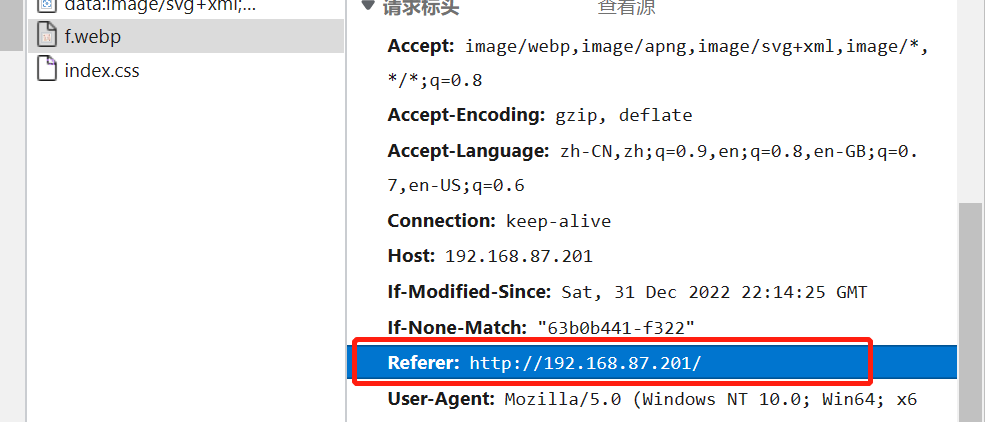 data:image/svg+xml;...
f.webp
index.css
请求标头 查看源
Accept: image/webp,image/apng,image/svg+xml,image/*,
*/*;q=0.8
Accept-Encoding: gzip, deflate
Accept-Language: zh-CN,zh;q=0.9,en;q=0.8,en-GB;q=0.
7,en-US;q=0.6
Connection: keep-alive
Host: 192.168.87.201
If-Modified-Since: Sat, 31 Dec 2022 22:14:25 GMT
If-None-Match: "63b0b441-f322"
Referer: http://192.168.87.201/
User-Agent: Mozilla/5.0 (Windows NT 10.0; Win64; x6